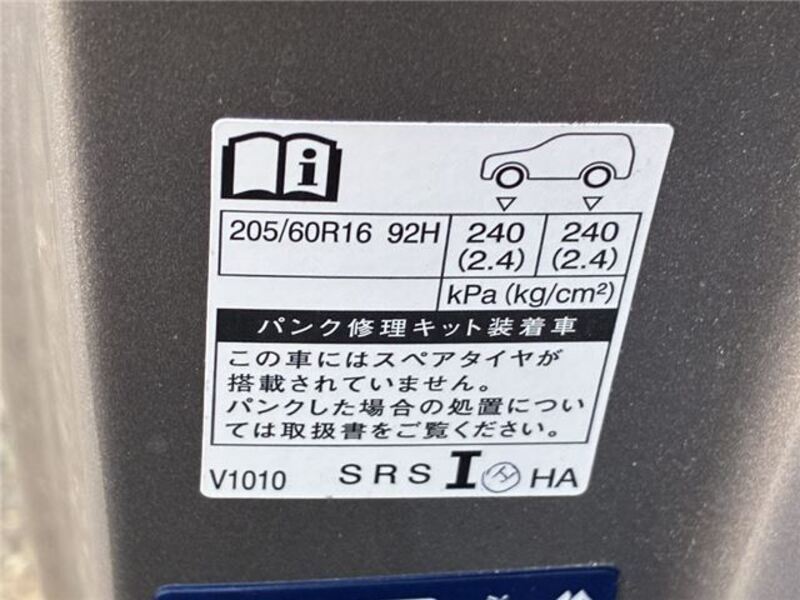 i
205/60R16 92H 240 (2.4) 240 (2.4)
kPa (kg/cm²)
パンク修理キット装着車
この車にはスペアタイヤが
搭載されていません。
パンクした場合の処置につい
ては取扱書をご覧ください。
V1010 SRS I HA